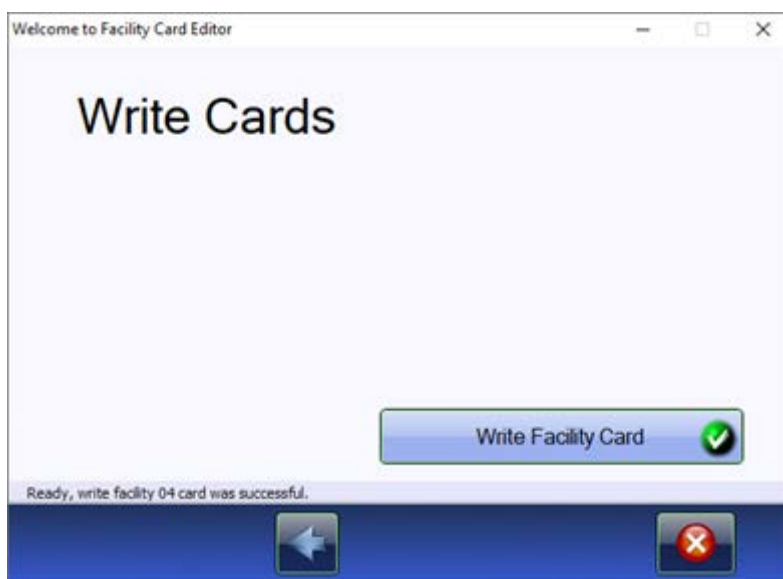 Welcome to Facility Card Editor
Write Cards
Write Facility Card
Ready, write facility 04 card was successful.